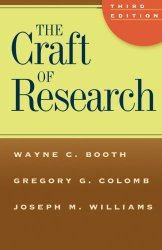 THIRD EDITION
THE
CRAFT OF
RESEARCH
WAYNE C. BOOTH
GREGORY G. COLOMB
JOSEPH M. WILLIAMS